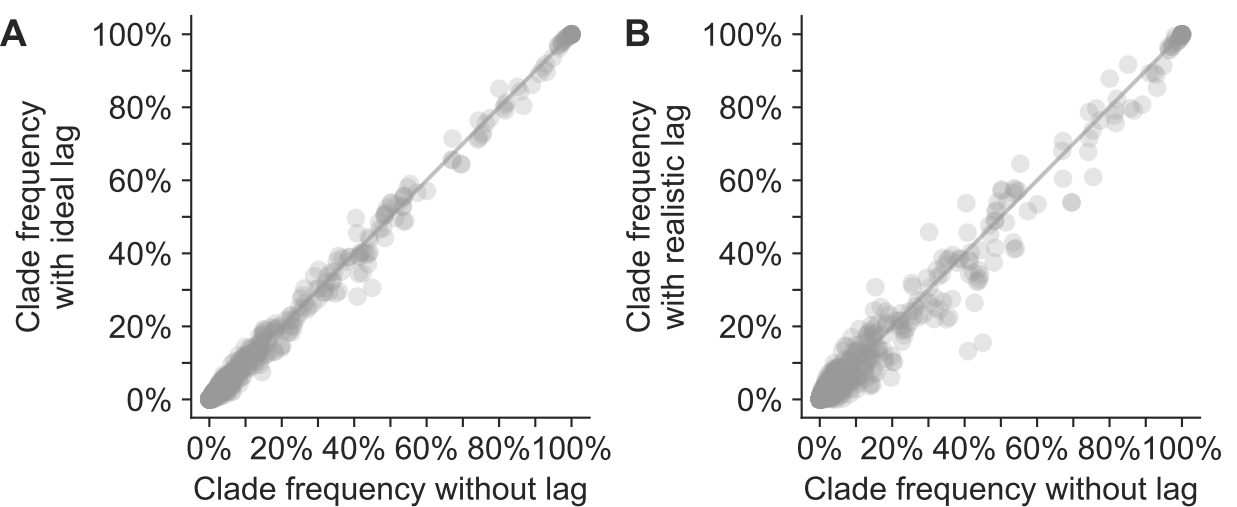 A
Clade frequency
with ideal lag
100%
80%
60%
40%
20%
0%
0% 20% 40% 60% 80% 100%
Clade frequency without lag
B
Clade frequency
with realistic lag
100%
80%
60%
40%
20%
0%
0% 20% 40% 60% 80% 100%
Clade frequency without lag